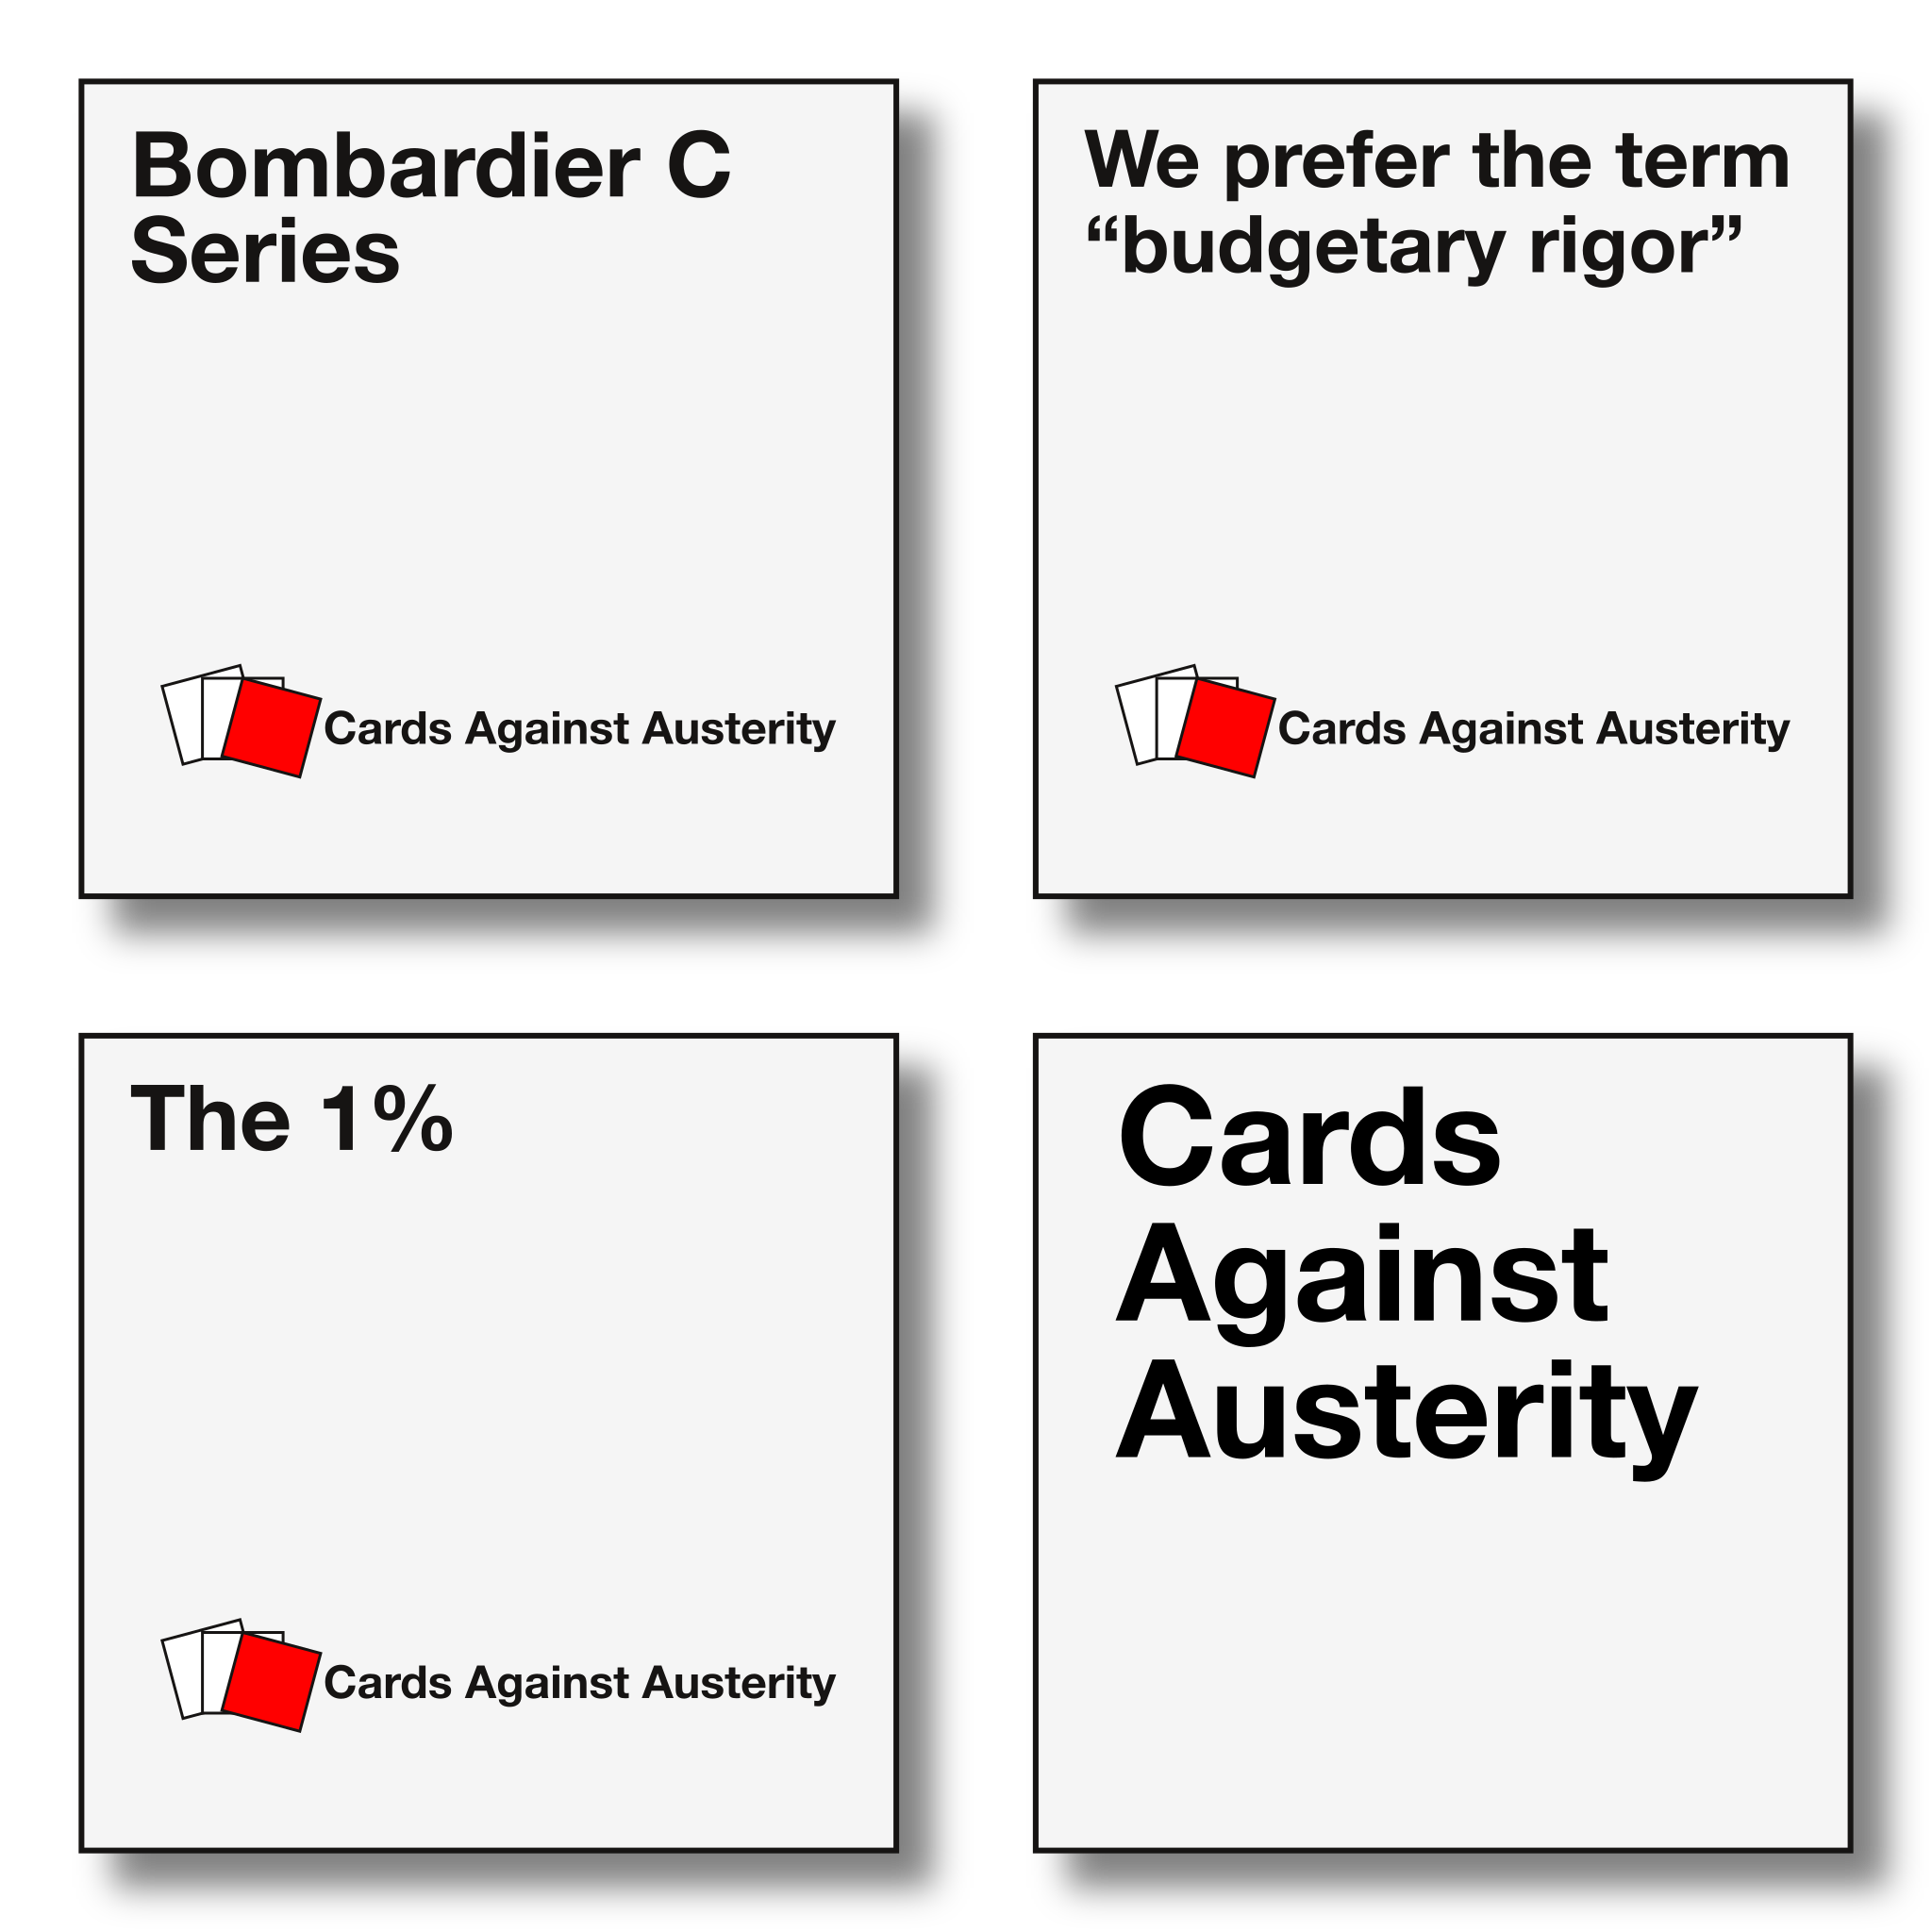 Bombardier C
Series
Cards Against Austerity
We prefer the term
“budgetary rigor”
Cards Against Austerity
The 1%
Cards Against Austerity
Cards
Against
Austerity